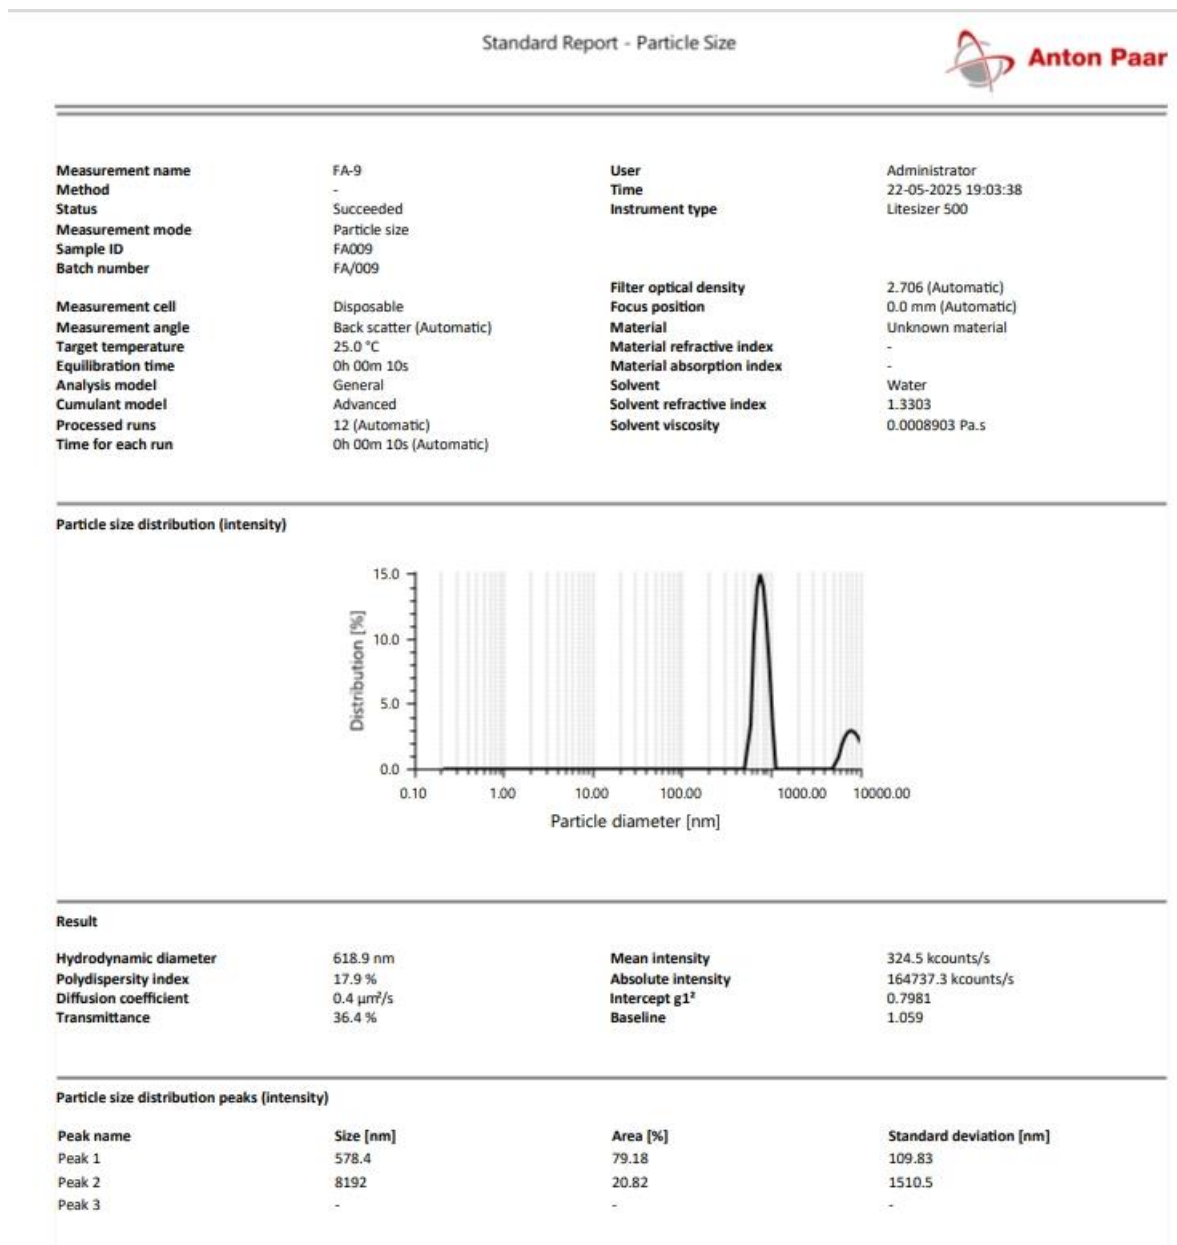 Standard Report - Particle Size
Anton Paar
Measurement name FA-9 User Administrator
Method - Time 22-05-2025 19:03:38
Status Succeeded Instrument type Litesizer 500
Measurement mode Particle size
Sample ID FA009
Batch number FA/009
Filter optical density 2.706 (Automatic)
Measurement cell Disposable Focus position 0.0 mm (Automatic)
Measurement angle Back scatter (Automatic) Material Unknown material
Target temperature 25.0 °C Material refractive index -
Equilibration time 0h 00m 10s Material absorption index -
Analysis model General Solvent Water
Cumulant model Advanced Solvent refractive index 1.3303
Processed runs 12 (Automatic) Solvent viscosity 0.0008903 Pa.s
Time for each run 0h 00m 10s (Automatic)
Particle size distribution (intensity)
Distribution [%]
15.0
10.0
5.0
0.0
0.10 1.00 10.00 100.00 1000.00 10000.00
Particle diameter [nm]
Result
Hydrodynamic diameter 618.9 nm Mean intensity 324.5 kcounts/s
Polydispersity index 17.9 % Absolute intensity 164737.3 kcounts/s
Diffusion coefficient 0.4 µm²/s Intercept g1² 0.7981
Transmittance 36.4 % Baseline 1.059
Particle size distribution peaks (intensity)
Peak name Size [nm] Area [%] Standard deviation [nm]
Peak 1 578.4 79.18 109.83
Peak 2 8192 20.82 1510.5
Peak 3 - - -